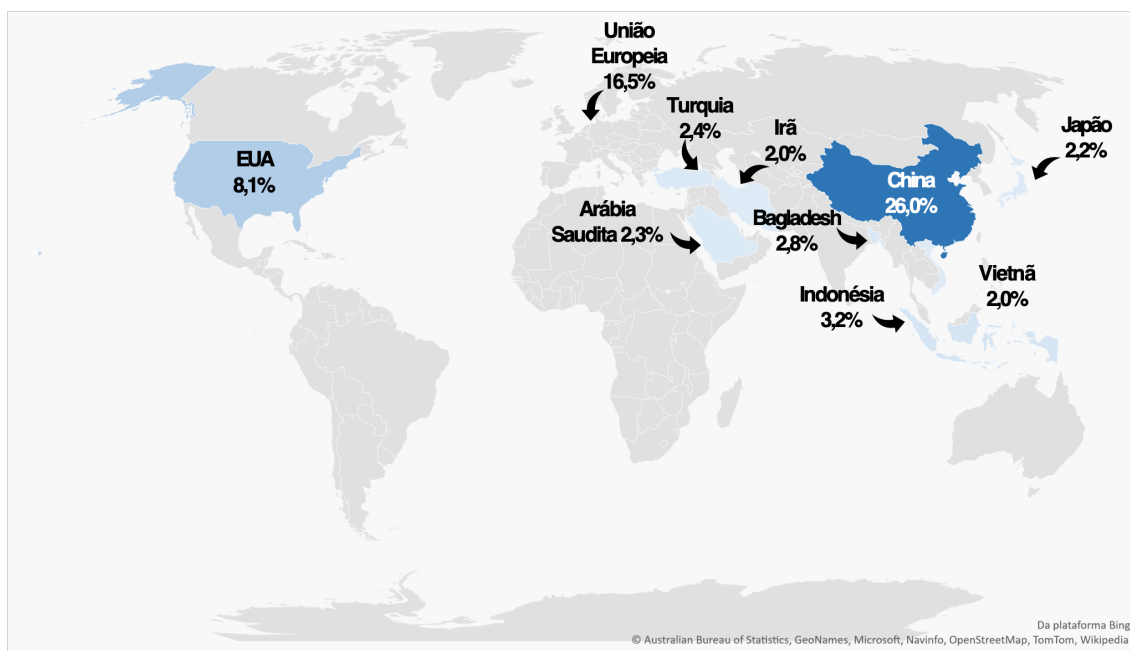 União
Europeia
16,5%
Turquia
2,4%
Irã
2,0%
Japão
2,2%
EUA
8,1%
China
26,0%
Arábia
Saudita 2,3%
Bagladesh
2,8%
Vietnã
2,0%
Indonésia
3,2%
Da plataforma Bing
© Australian Bureau of Statistics, GeoNames, Microsoft, Navinfo, OpenStreetMap, TomTom, Wikipedia